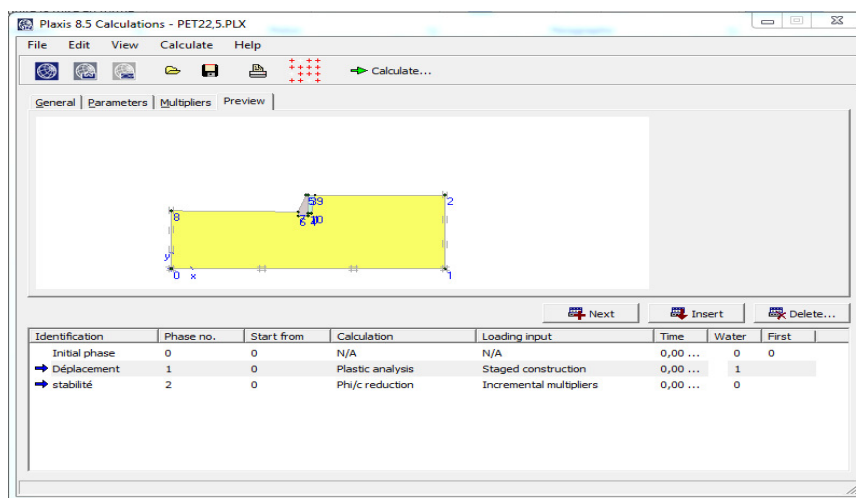 Plaxis 8.5 Calculations - PET22,5.PLX
File Edit View Calculate Help
Calculate...
General Parameters Multipliers Preview
9
2
8
6
y
0 x
1
Next Insert Delete...
Identification Phase no. Start from Calculation Loading input Time Water First
Initial phase 0 0 N/A N/A 0,00 ... 0 0
Déplacement 1 0 Plastic analysis Staged construction 0,00 ... 1
stabilité 2 0 Phi/c reduction Incremental multipliers 0,00 ... 0